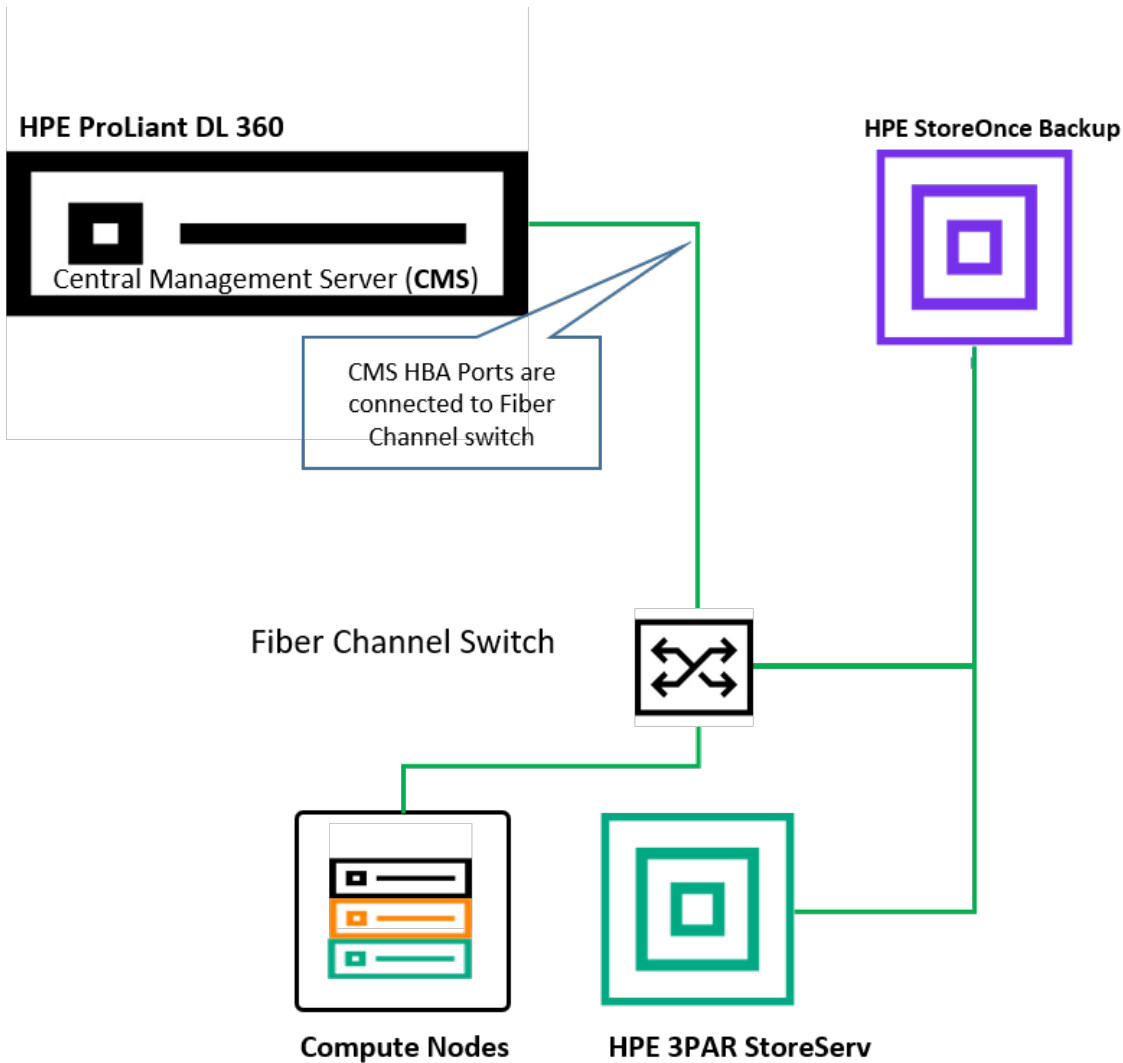 HPE ProLiant DL 360
HPE StoreOnce Backup
Central Management Server (CMS)
CMS HBA Ports are
connected to Fiber
Channel switch
Fiber Channel Switch
Compute Nodes
HPE 3PAR StoreServ